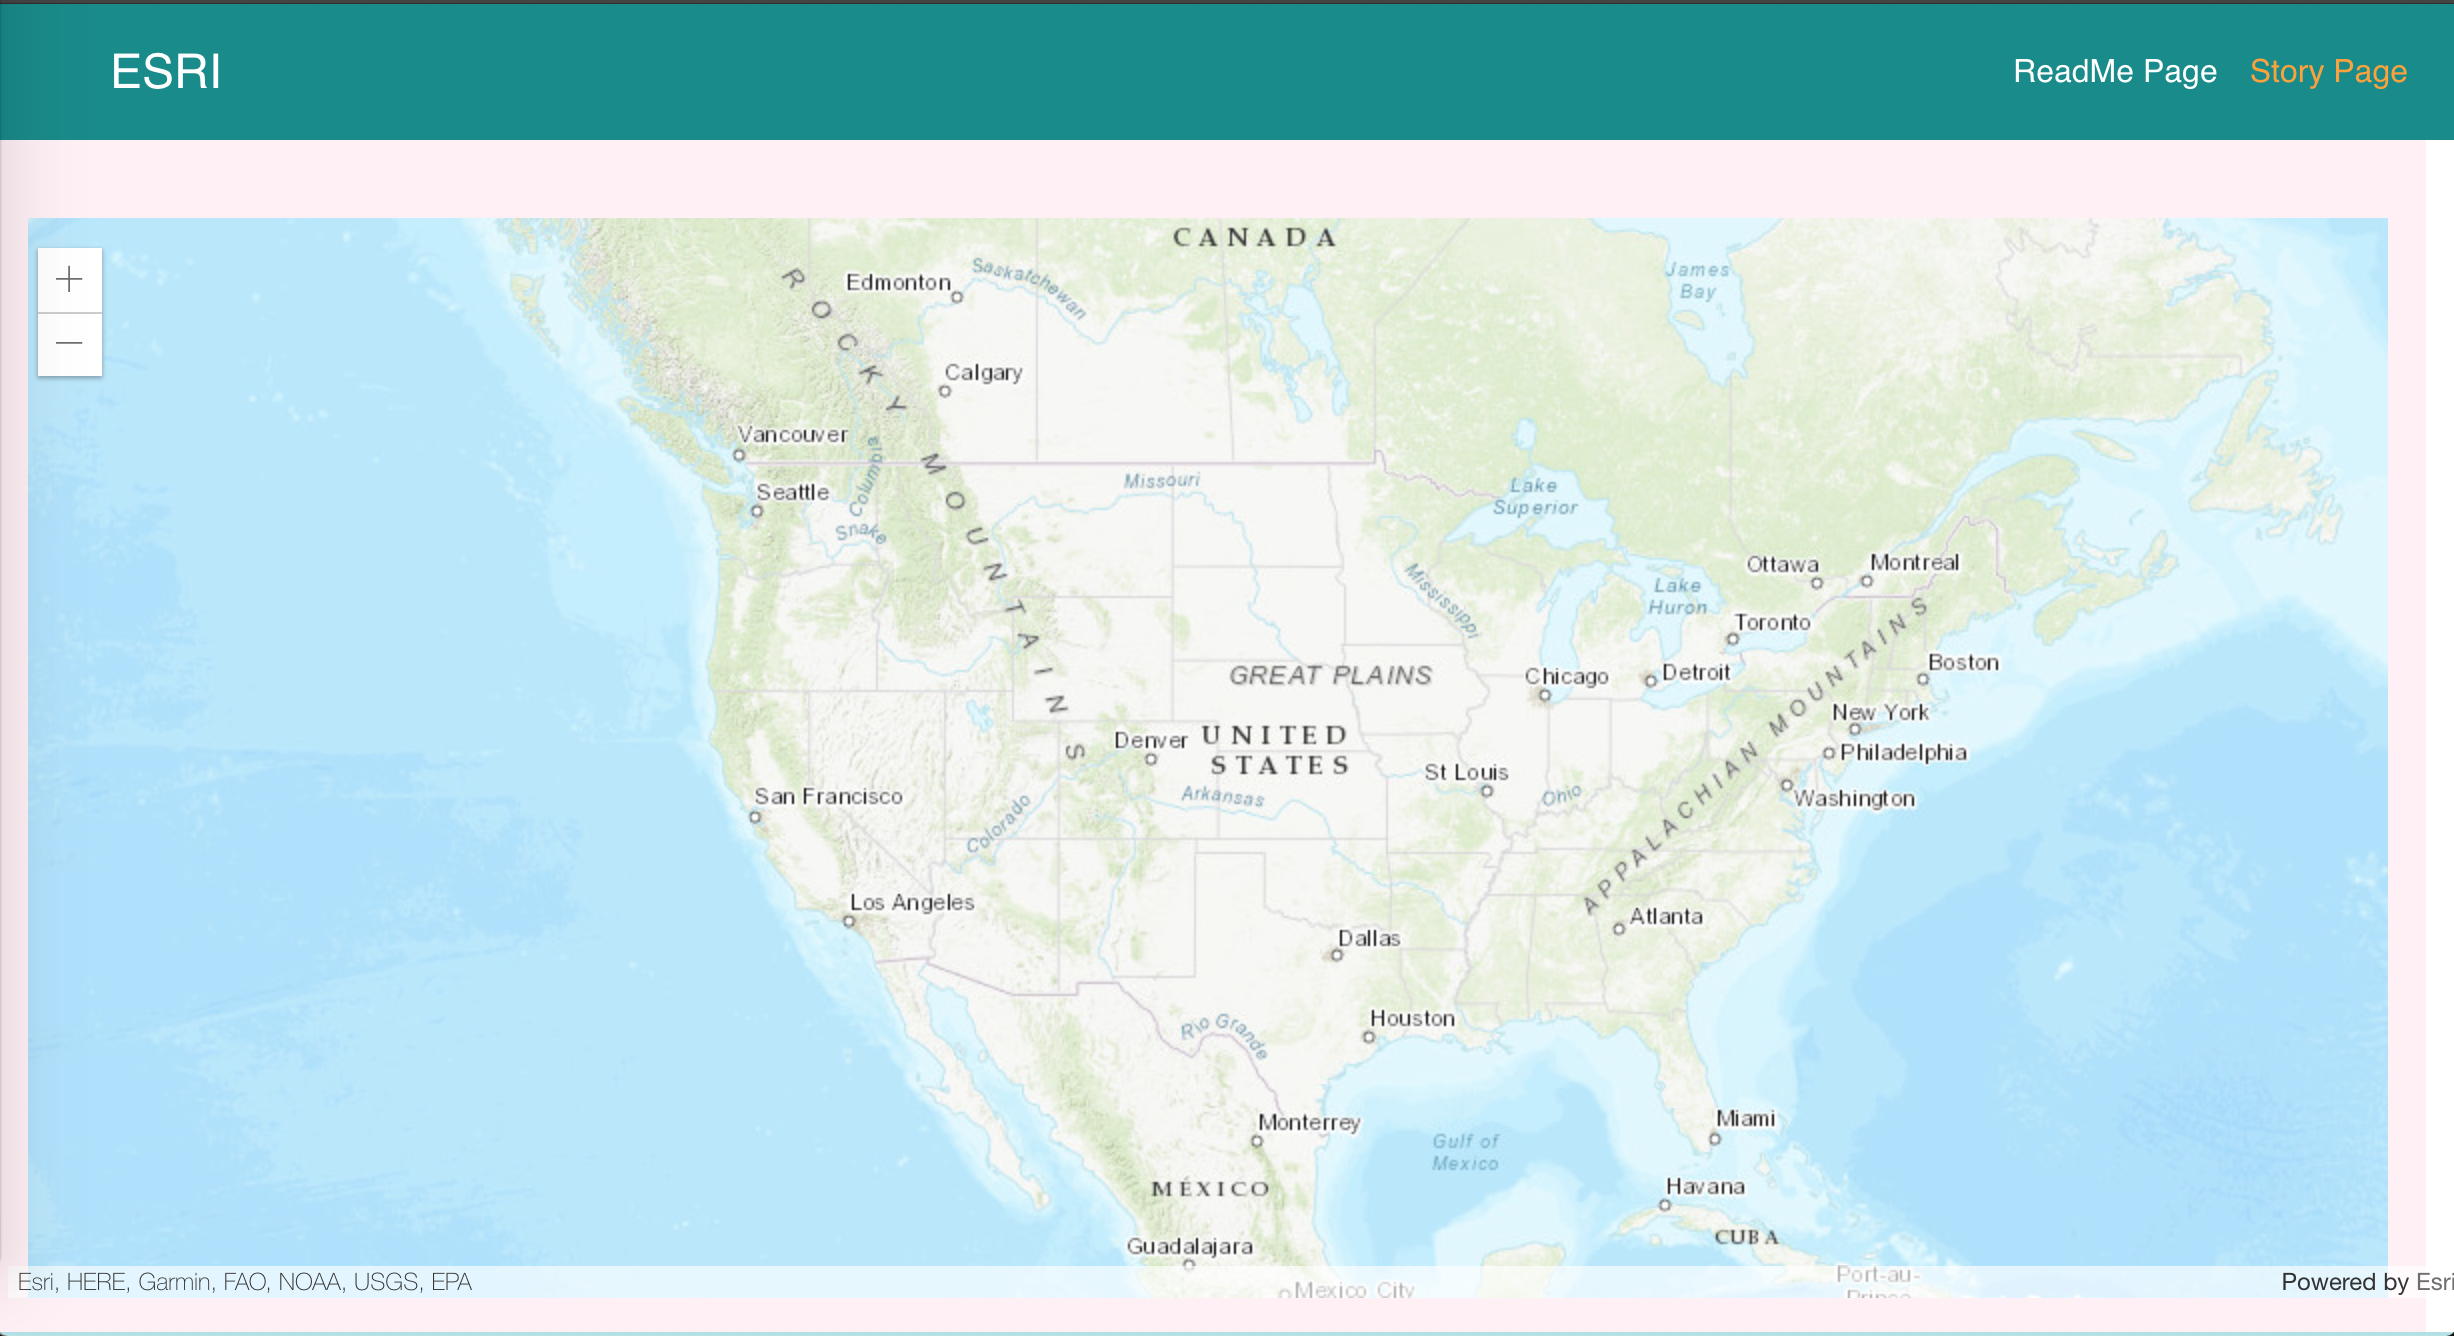 ESRI
ReadMe Page
Story Page
CANADA
Edmonton
Saskatchewan
James
Bay
ROCKY MOUNTAINS
Calgary
Vancouver
Columbia
Seattle
Snake
Missouri
Lake
Superior
Mississippi
Ottawa
Montreal
Lake
Huron
Toronto
GREAT PLAINS
Chicago
Detroit
Boston
APPALACHIAN MOUNTAINS
New York
Denver
UNITED
STATES
Philadelphia
St Louis
Ohio
Washington
San Francisco
Colorado
Arkansas
Los Angeles
Atlanta
Dallas
Houston
Rio Grande
Monterrey
Miami
Gulf of
Mexico
MÉXICO
Havana
CUBA
Guadalajara
Mexico City
Port-au-
Prince
Esri, HERE, Garmin, FAO, NOAA, USGS, EPA
Powered by Esri